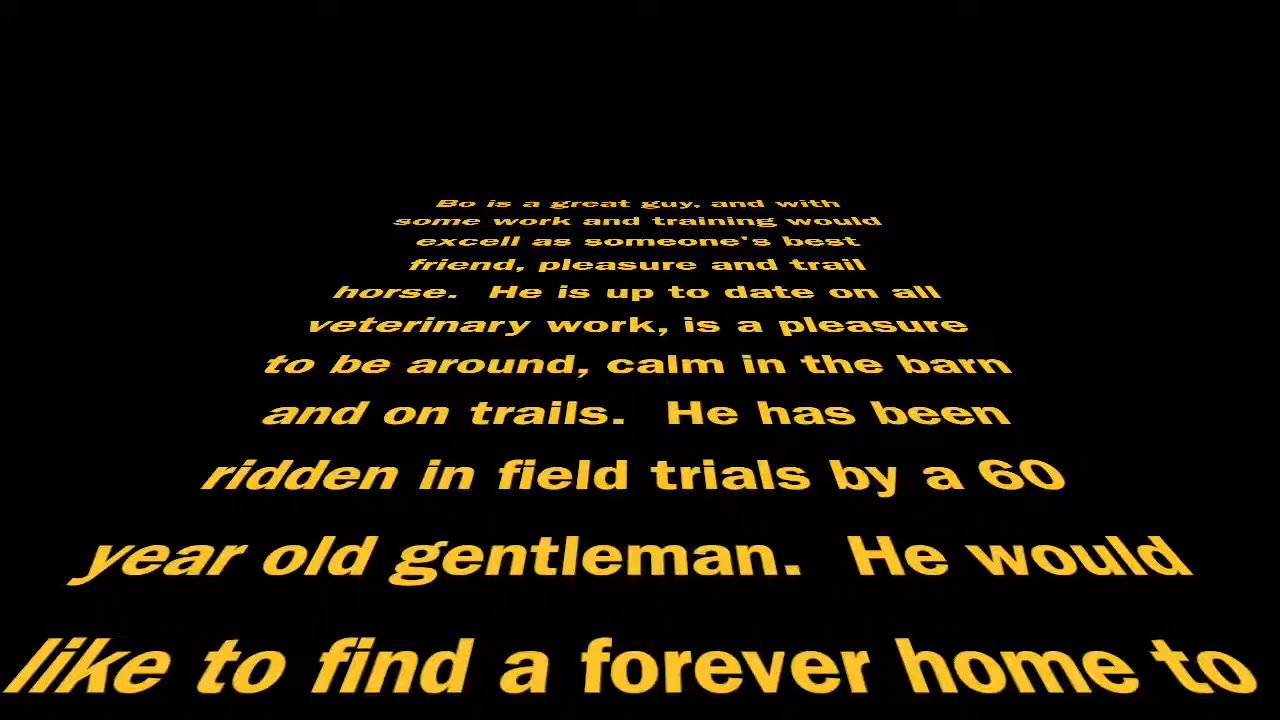 Bo is a great guy, and with
some work and training would
excell as someone's best
friend, pleasure and trail
horse.  He is up to date on all
veterinary work, is a pleasure
to be around, calm in the barn
and on trails.  He has been
ridden in field trials by a 60
year old gentleman.  He would
like to find a forever home to